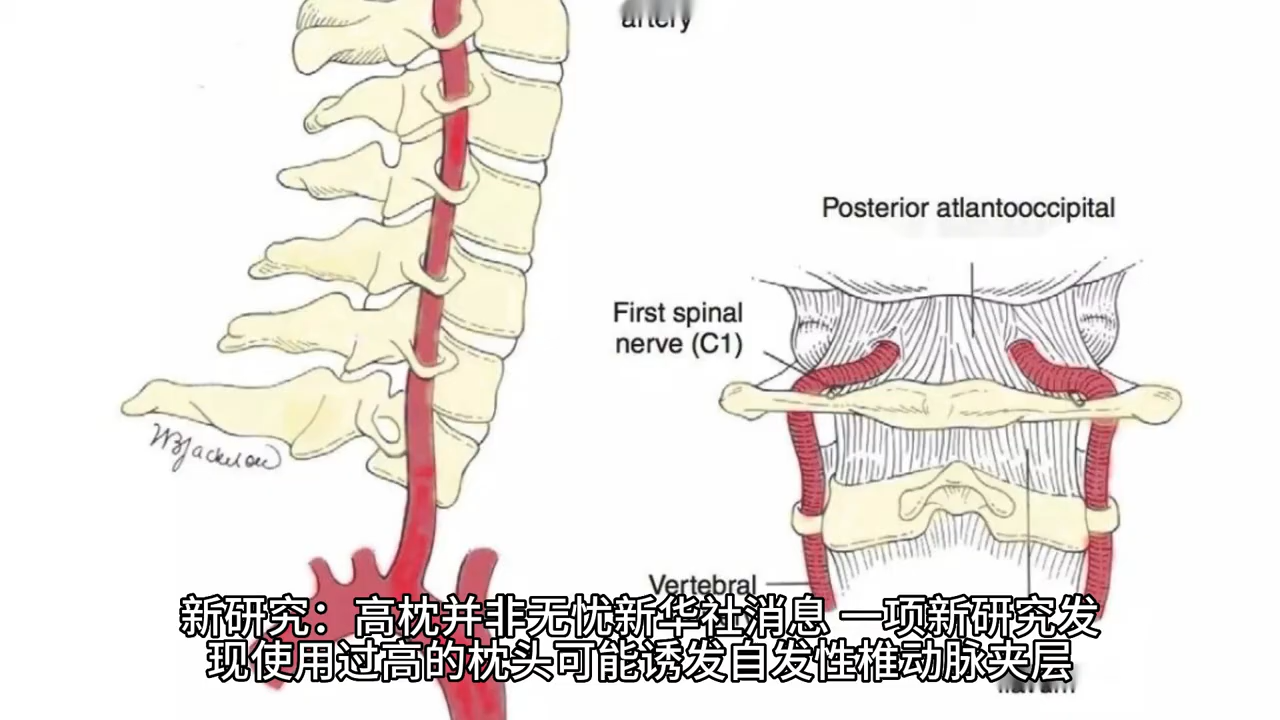 artery
Posterior atlantooccipital
First spinal
nerve (C1)
Vertebral
新研究：高枕并非无忧新华社消息 一项新研究发
现使用过高的枕头可能诱发自发性椎动脉夹层